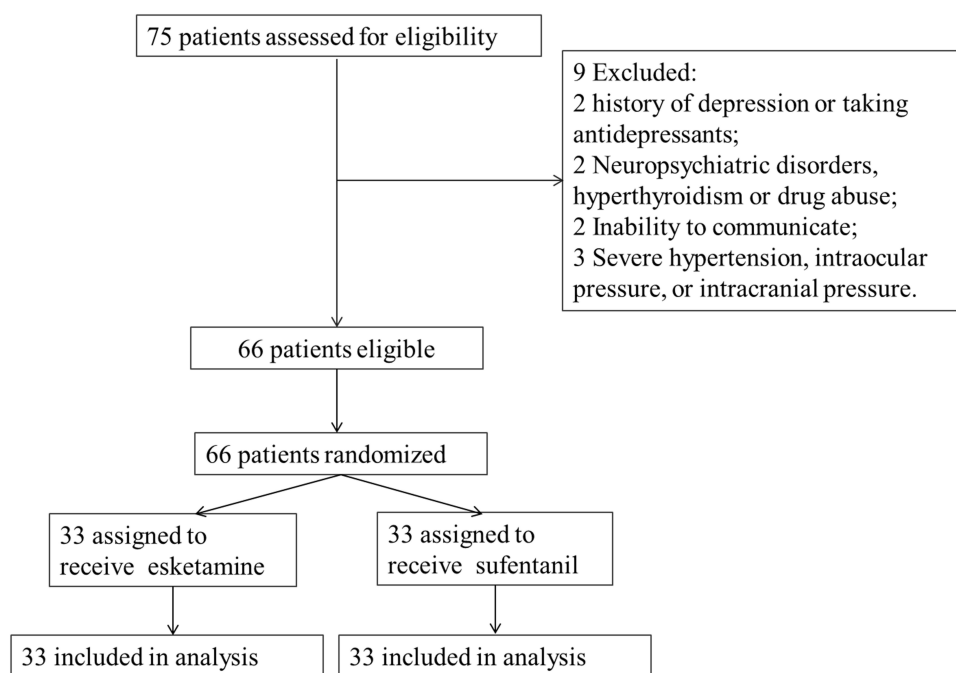 75 patients assessed for eligibility
9 Excluded:
2 history of depression or taking
antidepressants;
2 Neuropsychiatric disorders,
hyperthyroidism or drug abuse;
2 Inability to communicate;
3 Severe hypertension, intraocular
pressure, or intracranial pressure.
66 patients eligible
66 patients randomized
33 assigned to
receive esketamine
33 assigned to
receive sufentanil
33 included in analysis
33 included in analysis